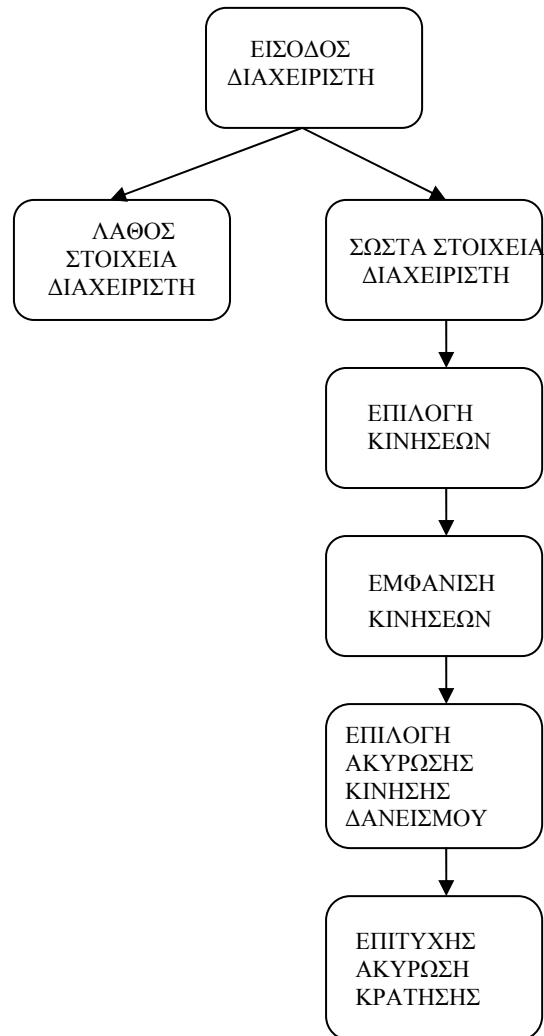 ΕΙΣΟΔΟΣ
ΔΙΑΧΕΙΡΙΣΤΗ
ΛΑΘΟΣ
ΣΤΟΙΧΕΙΑ
ΔΙΑΧΕΙΡΙΣΤΗ
ΣΩΣΤΑ ΣΤΟΙΧΕΙΑ
ΔΙΑΧΕΙΡΙΣΤΗ
ΕΠΙΛΟΓΗ
ΚΙΝΗΣΕΩΝ
ΕΜΦΑΝΙΣΗ
ΚΙΝΗΣΕΩΝ
ΕΠΙΛΟΓΗ
ΑΚΥΡΩΣΗΣ
ΚΙΝΗΣΗΣ
ΔΑΝΕΙΣΜΟΥ
ΕΠΙΤΥΧΗΣ
ΑΚΥΡΩΣΗ
ΚΡΑΤΗΣΗΣ